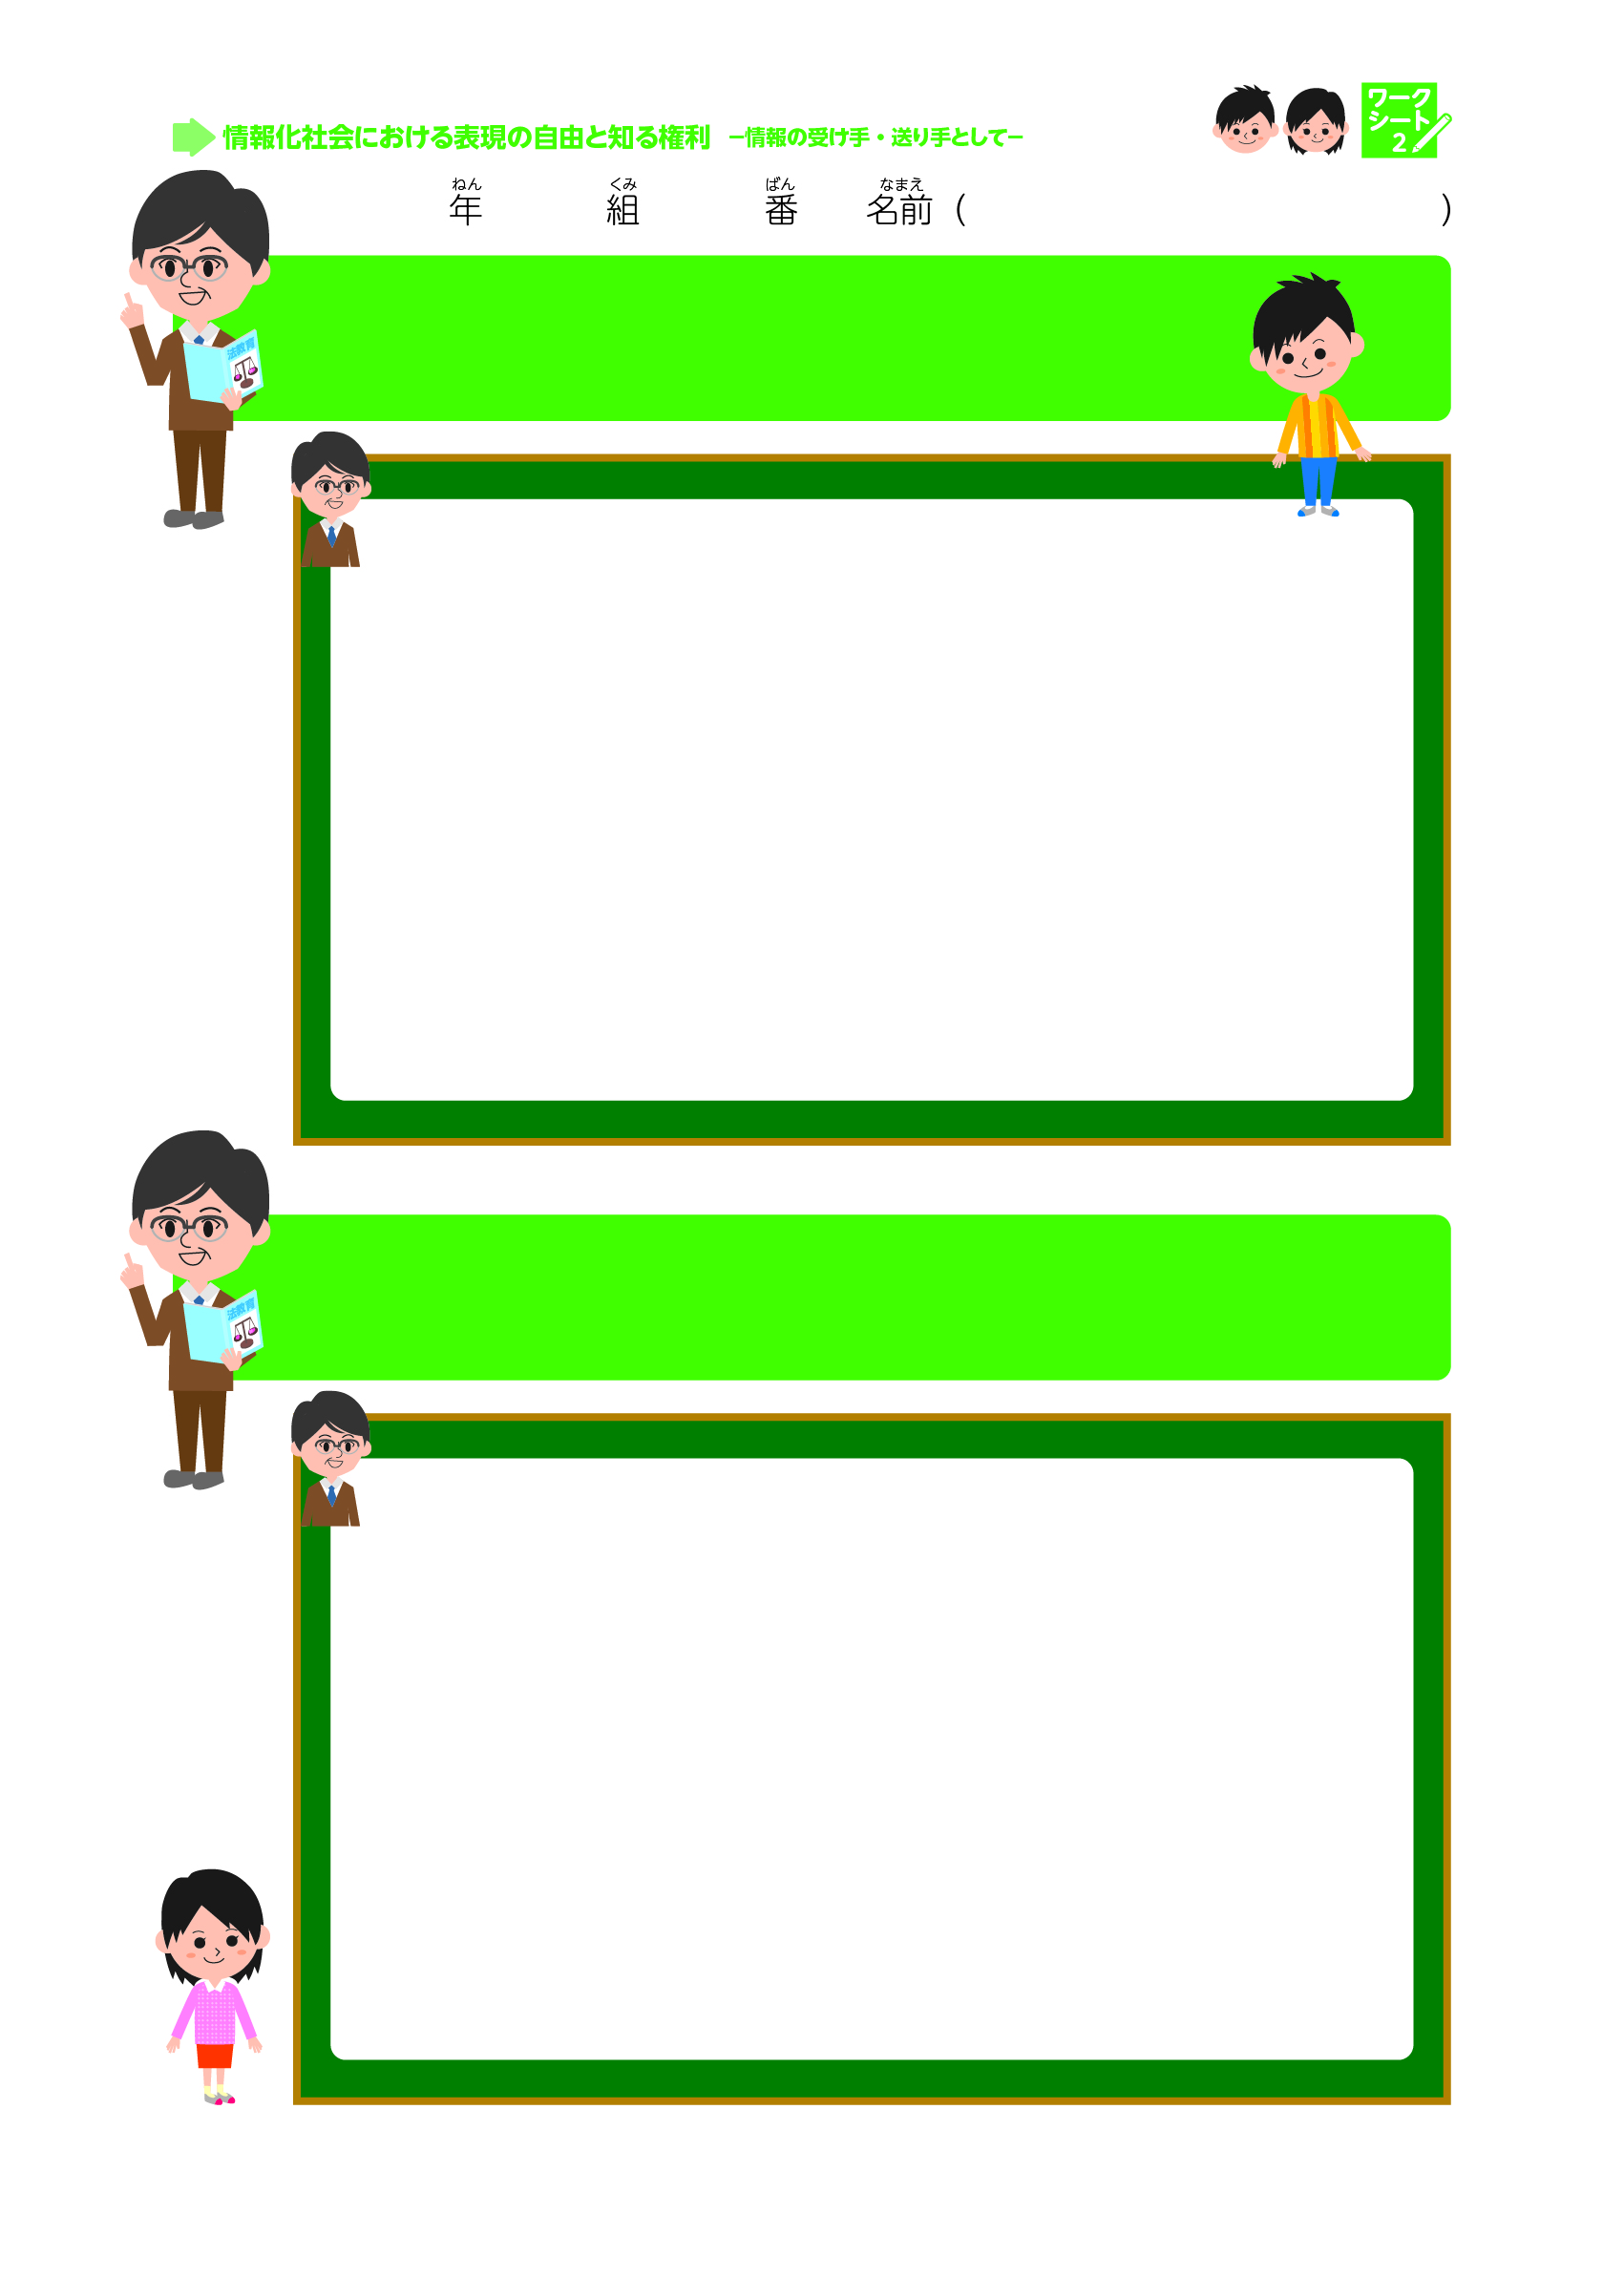 情報化社会における表現の自由と知る権利　ー情報の受け手・送り手としてー
ワーク
シート
2
ねん　くみ　ばん　なまえ
年　組　番　名前（　）
法教育
法教育